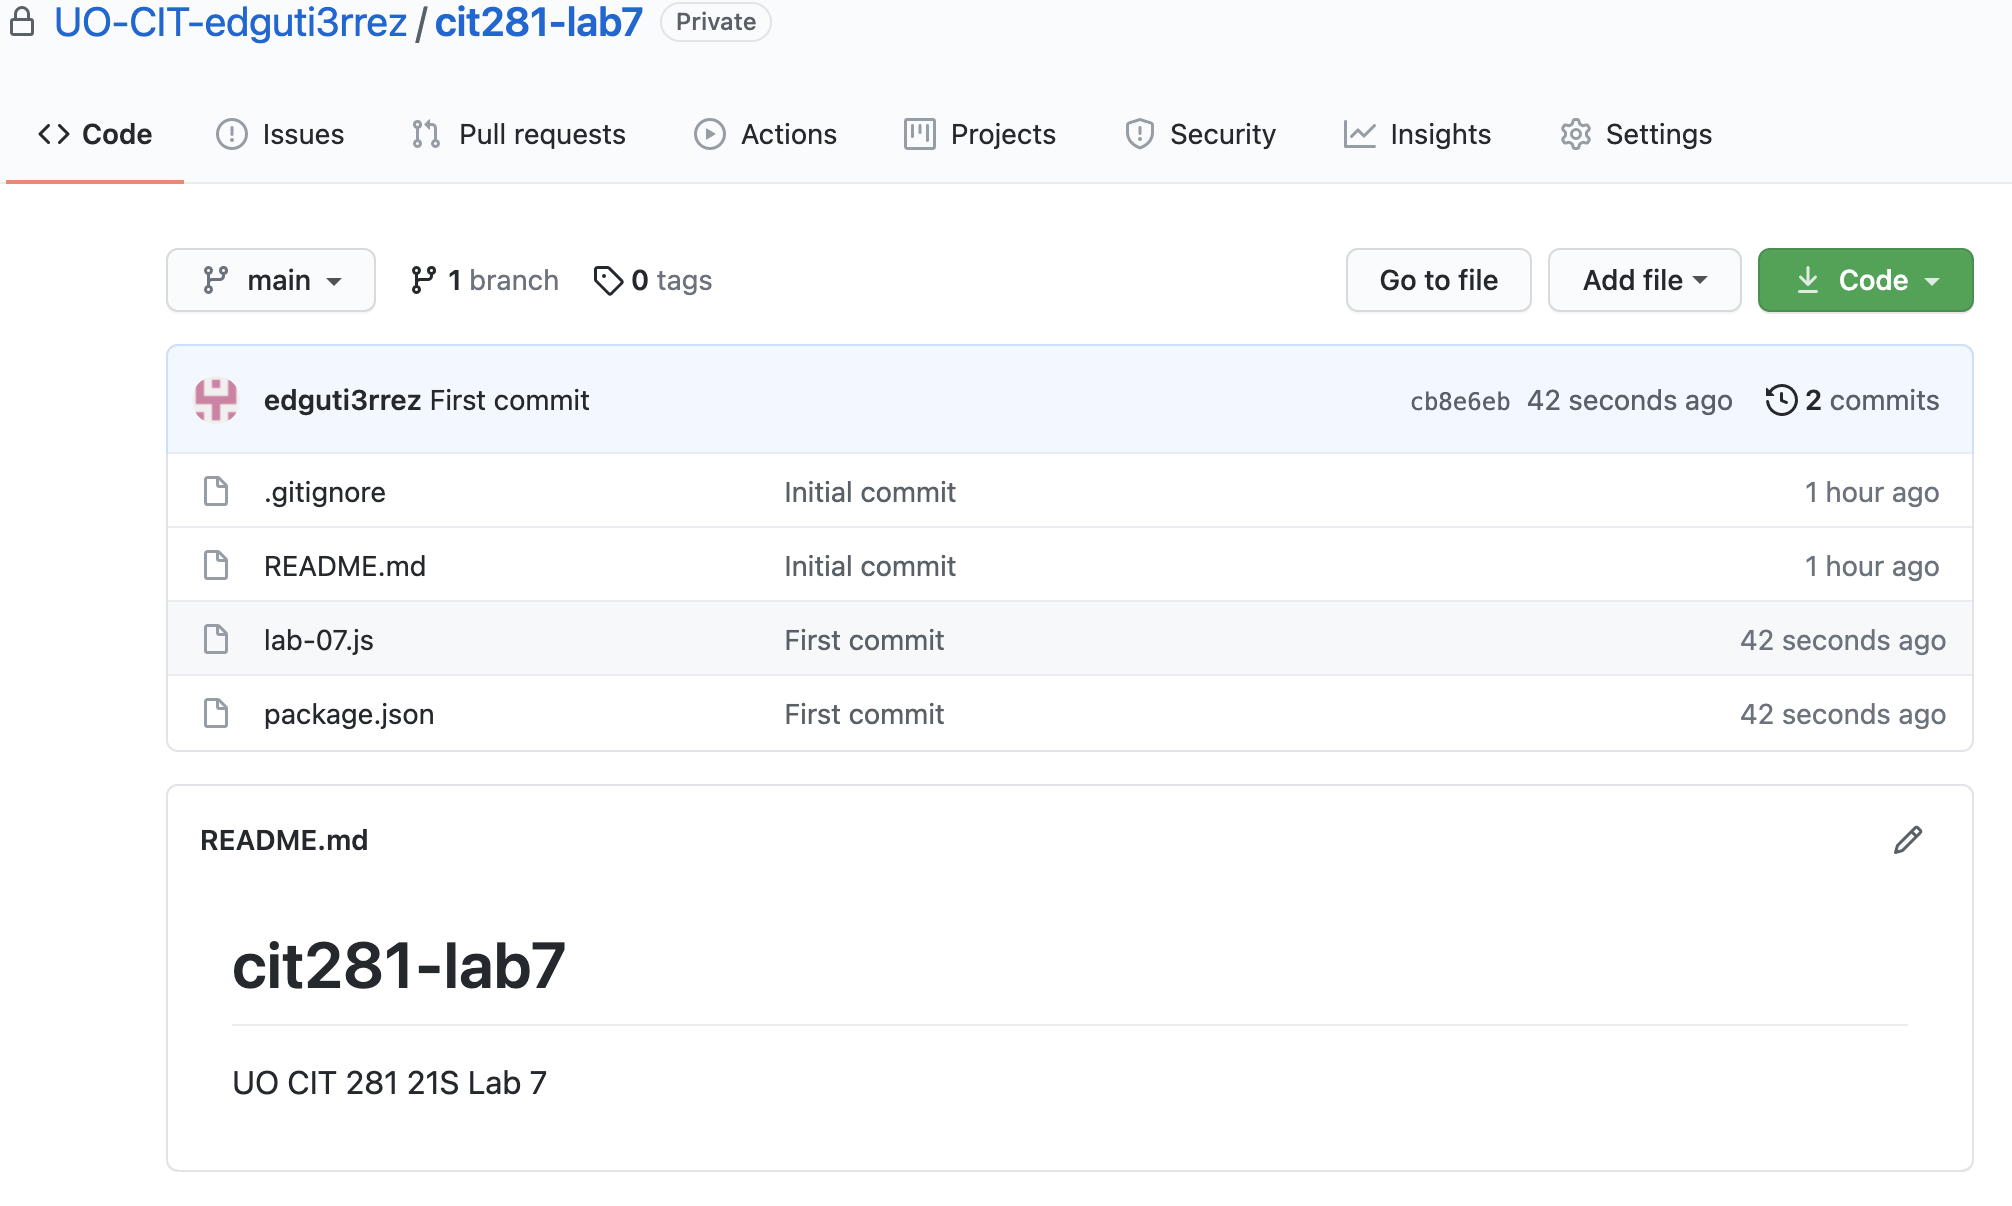 UO-CIT-edguti3rrez / cit281-lab7 Private
Code Issues Pull requests Actions Projects Security Insights Settings
main 1 branch 0 tags Go to file Add file Code
edguti3rrez First commit cb8e6eb 42 seconds ago 2 commits
.gitignore Initial commit 1 hour ago
README.md Initial commit 1 hour ago
lab-07.js First commit 42 seconds ago
package.json First commit 42 seconds ago
README.md
cit281-lab7
UO CIT 281 21S Lab 7